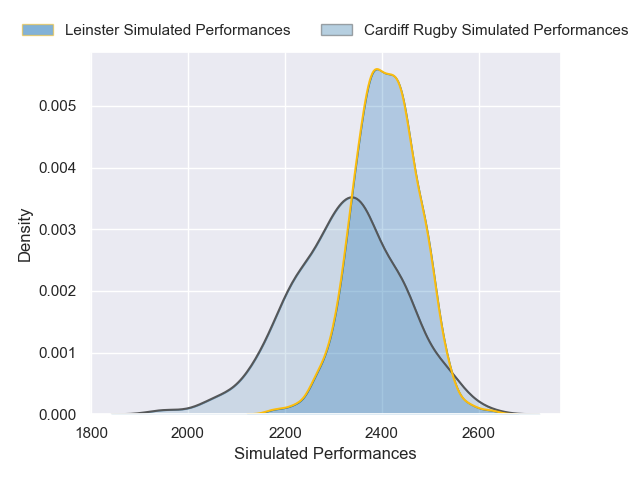 Leinster Simulated Performances
Cardiff Rugby Simulated Performances
Density
0.005
0.004
0.003
0.002
0.001
0.000
1800
2000
2200
2400
2600
Simulated Performances